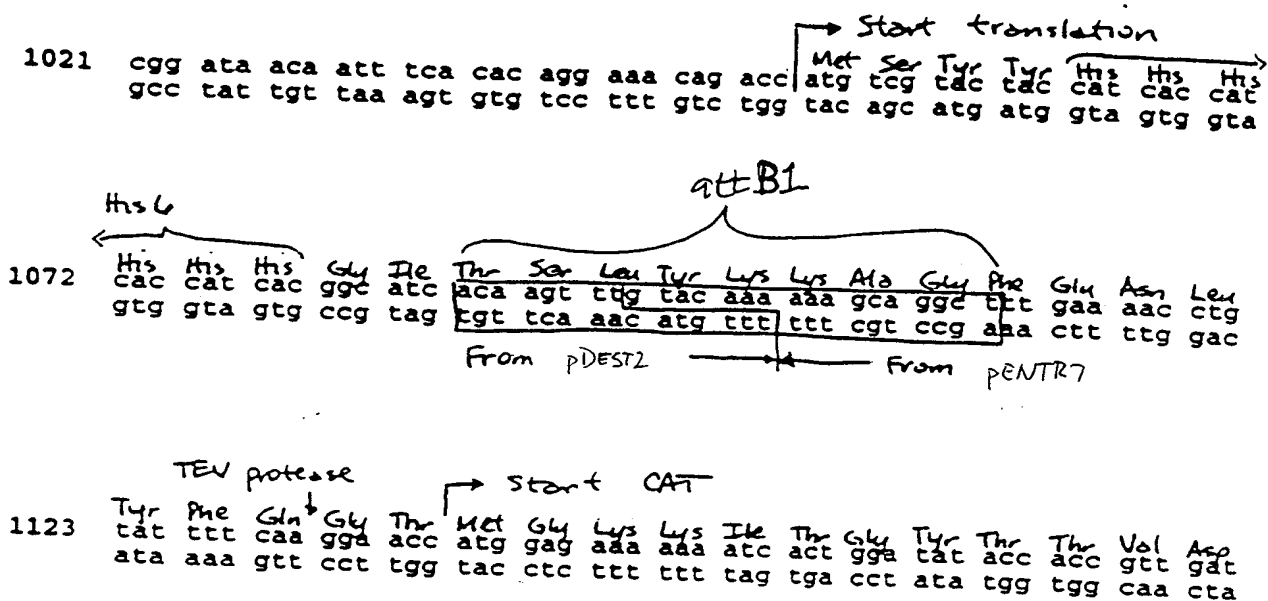 Start translation
Met Ser Tyr Tyr His His His
1021 cgg ata aca att tca cac agg aaa cag acc atg tcg tac tac cat cac cat
gcc tat tgt taa agt gtg tcc ttt gtc tgg tac agc atg atg gta gtg gta
attB1
His6
His His His Gly Ile Thr Ser Leu Tyr Lys Lys Ala Gly Phe Glu Asn Leu
1072 cac cat cac ggc atc aca agt ttg tac aaa aaa gca ggc ttt gaa aac ctg
gtg gta gtg ccg tag tgt tca aac atg ttt ttt cgt ccg aaa ctt ttg gac
From pDEST2 From pENTR7
TEV protease
Start CAT
Tyr Phe Gln Gly Thr Met Gly Lys Lys Ile Thr Gly Tyr Thr Thr Val Asp
1123 tat ttt caa gga acc atg gag aaa aaa atc act gga tat acc acc gtt gat
ata aaa gtt cct tgg tac ctc ttt ttt tag tga cct ata tgg tgg caa cta